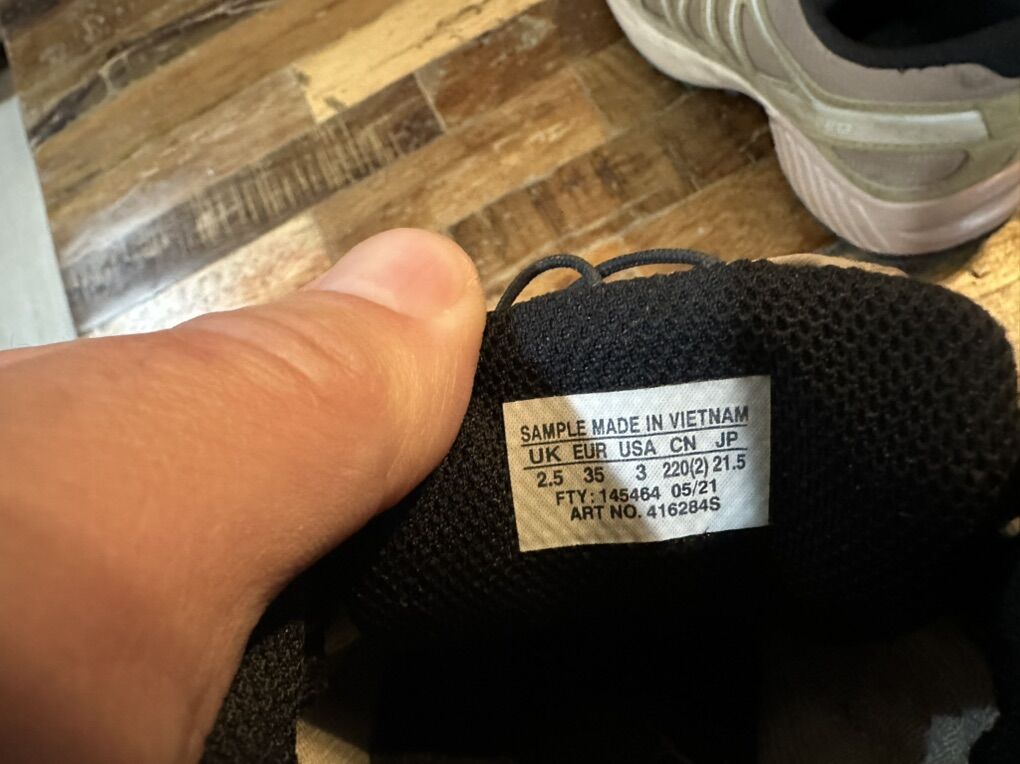 SAMPLE MADE IN VIETNAM
UK EUR USA CN JP
2.5 35 3 220(2) 21.5
FTY: 145464 05/21
ART NO. 416284S